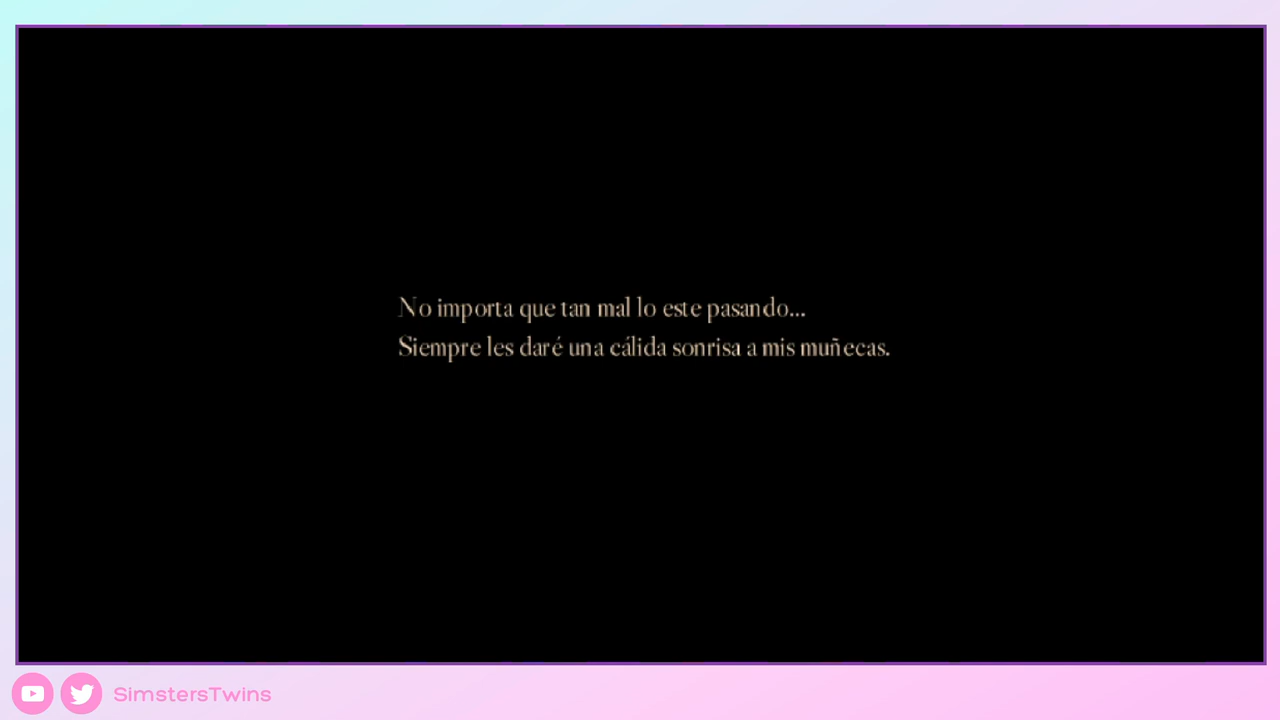 No importa que tan mal lo este pasando...
Siempre les daré una cálida sonrisa a mis muñecas.
SimstersTwins